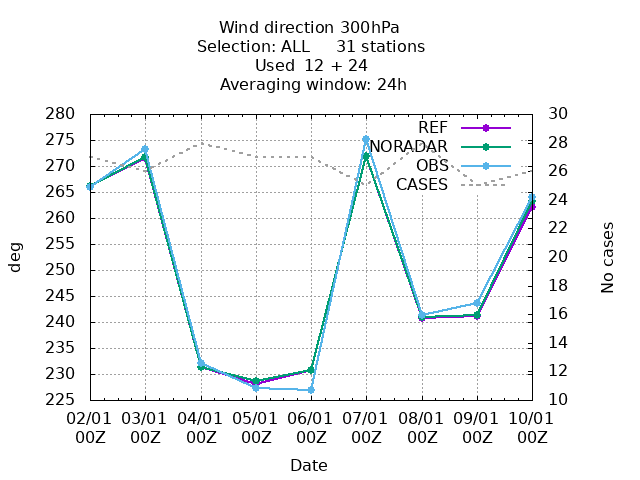 Wind direction 300hPa
Selection: ALL 31 stations
Used 12 + 24
Averaging window: 24h
280
275
270
265
260
255
250
245
240
235
230
225
deg
30
28
26
24
22
20
18
16
14
12
10
No cases
REF
NORADAR
OBS
CASES
02/01 03/01 04/01 05/01 06/01 07/01 08/01 09/01 10/01
00Z 00Z 00Z 00Z 00Z 00Z 00Z 00Z 00Z
Date